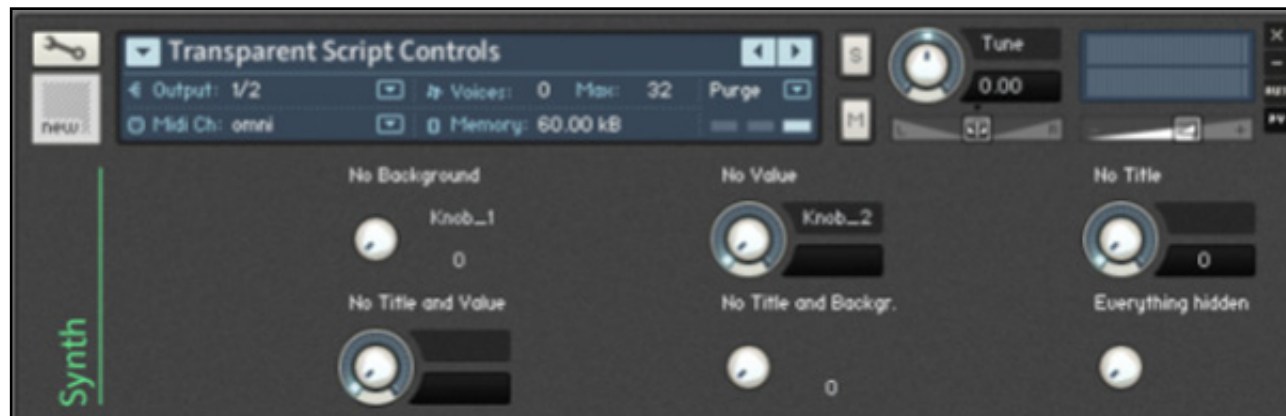 Transparent Script Controls
Output: 1/2 Voices: 0 Max: 32 Purge
Midi Ch: omni Memory: 60.00 kB
new
S
M
Tune
0.00
L R
- +
×
-
AUX
PV
Synth
No Background No Value No Title
Knob_1 Knob_2
0 0
No Title and Value No Title and Backgr. Everything hidden
0